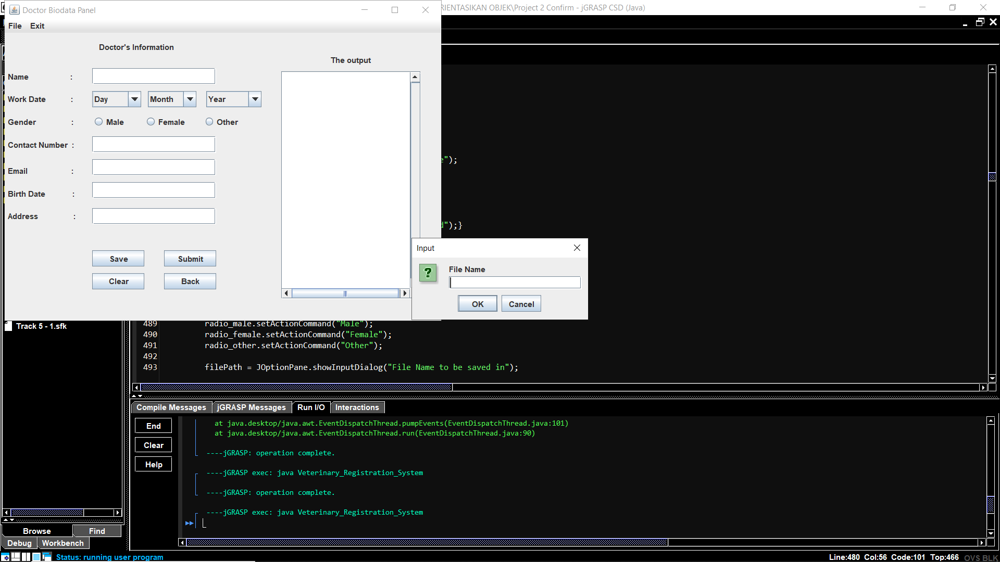 Doctor Biodata Panel
RIENTASIKAN OBJEK\Project 2 Confirm - jGRASP CSD (Java)
File Exit
Doctor's Information
The output
Name :
Work Date : Day Month Year
Gender : Male Female Other
Contact Number :
Email :
Birth Date :
Address :
Save Submit
Clear Back
");
");}
Input
File Name
OK Cancel
Track 5 - 1.sfk
489 radio_male.setActionCommand("Male");
490 radio_female.setActionCommand("Female");
491 radio_other.setActionCommand("Other");
492
493 filePath = JOptionPane.showInputDialog("File Name to be saved in");
Compile Messages jGRASP Messages Run I/O Interactions
End
Clear
Help
at java.desktop/java.awt.EventDispatchThread.pumpEvents(EventDispatchThread.java:101)
at java.desktop/java.awt.EventDispatchThread.run(EventDispatchThread.java:90)
----jGRASP: operation complete.
----jGRASP exec: java Veterinary_Registration_System
----jGRASP: operation complete.
----jGRASP exec: java Veterinary_Registration_System
Browse Find
Debug Workbench
Status: running user program
Line:480 Col:56 Code:101 Top:466 OVS BLK